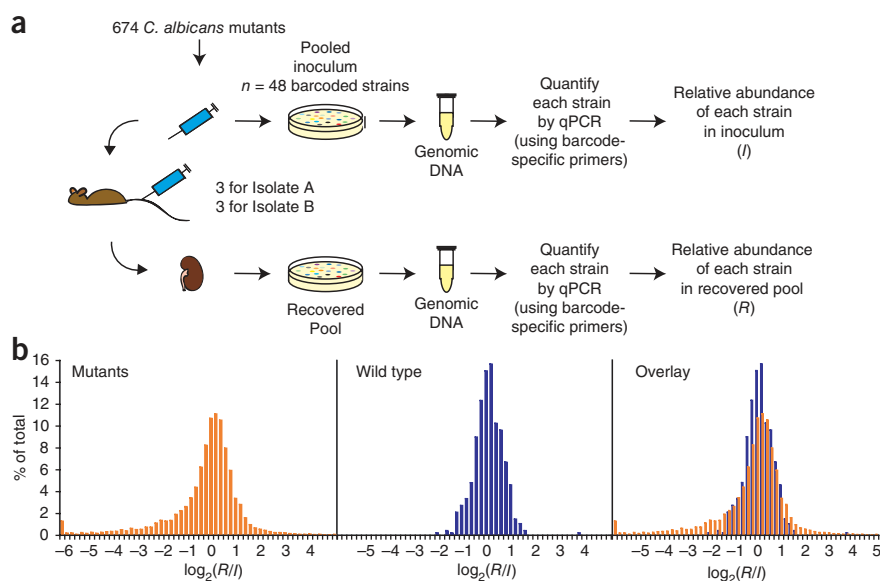 a
674 C. albicans mutants
Pooled
inoculum
n = 48 barcoded strains
Genomic
DNA
Quantify
each strain
by qPCR
(using barcode-
specific primers)
Relative abundance
of each strain
in inoculum
(I)
3 for Isolate A
3 for Isolate B
Recovered
Pool
Genomic
DNA
Quantify
each strain
by qPCR
(using barcode-
specific primers)
Relative abundance
of each strain
in recovered pool
(R)
b
Mutants
Wild type
Overlay
% of total
16
14
12
10
8
6
4
2
0
–6 –5 –4 –3 –2 –1 0 1 2 3 4
–5 –4 –3 –2 –1 0 1 2 3 4
–5 –4 –3 –2 –1 0 1 2 3 4 5
log2(R/I)
log2(R/I)
log2(R/I)